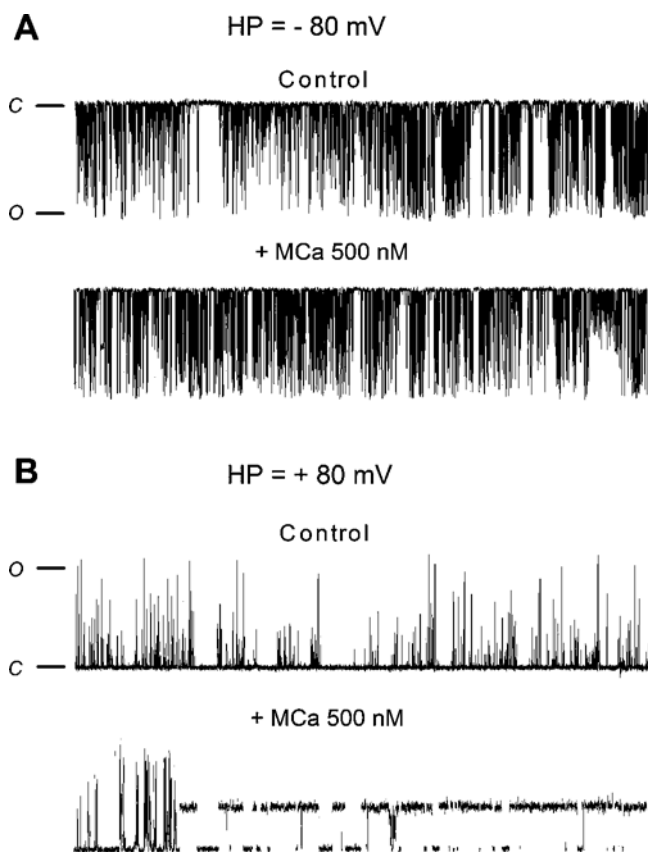 A
HP = - 80 mV
Control
C
O
+ MCa 500 nM
B
HP = + 80 mV
Control
O
C
+ MCa 500 nM